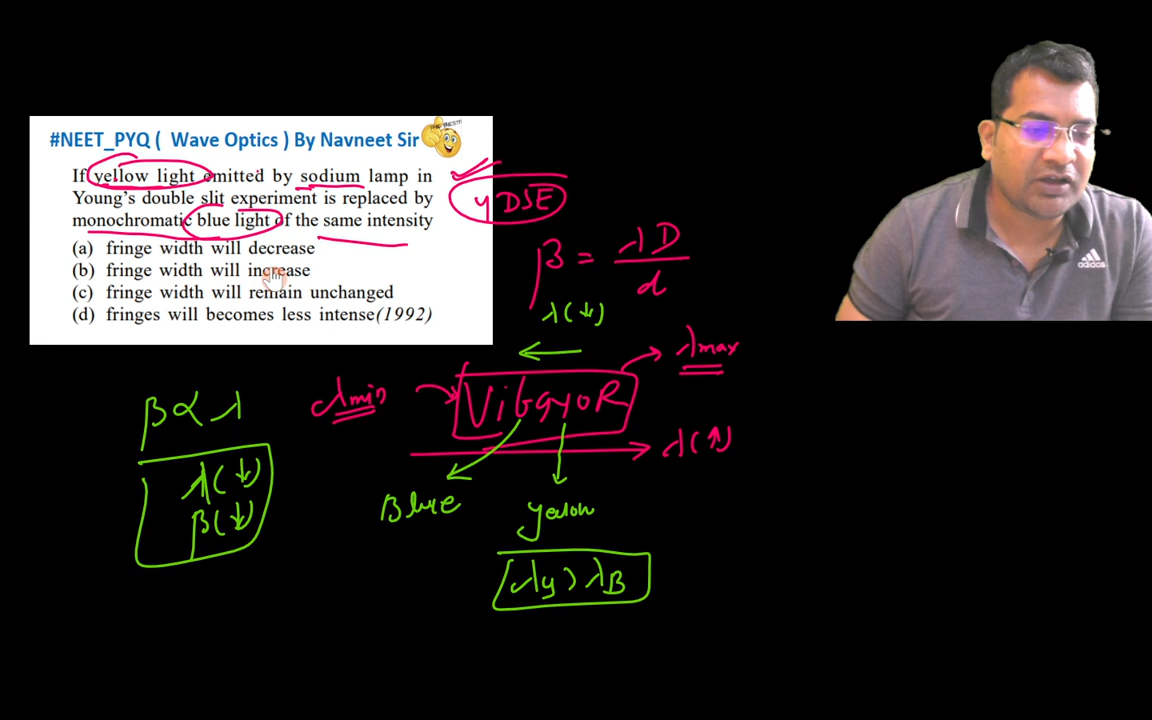 #NEET_PYQ ( Wave Optics ) By Navneet Sir
If yellow light emitted by sodium lamp in
Young's double slit experiment is replaced by
monochromatic blue light of the same intensity
(a) fringe width will decrease
(b) fringe width will increase
(c) fringe width will remain unchanged
(d) fringes will becomes less intense(1992)
YDSE
β = λD/d
λ(↓)
λmin
VibgyoR
λmax
λ(↑)
β∝λ
λ(↓)
β(↓)
Blue
λy > λB
adidas